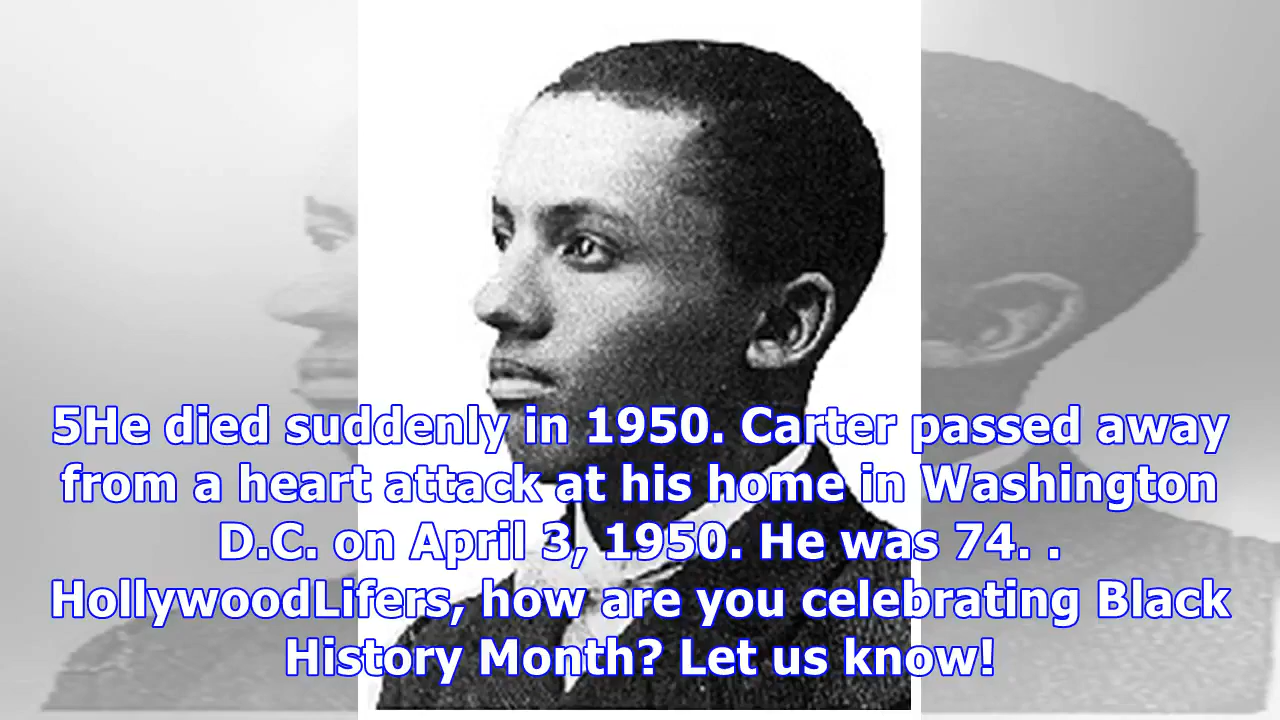 5He died suddenly in 1950. Carter passed away
from a heart attack at his home in Washington
D.C. on April 3, 1950. He was 74. .
HollywoodLifers, how are you celebrating Black
History Month? Let us know!